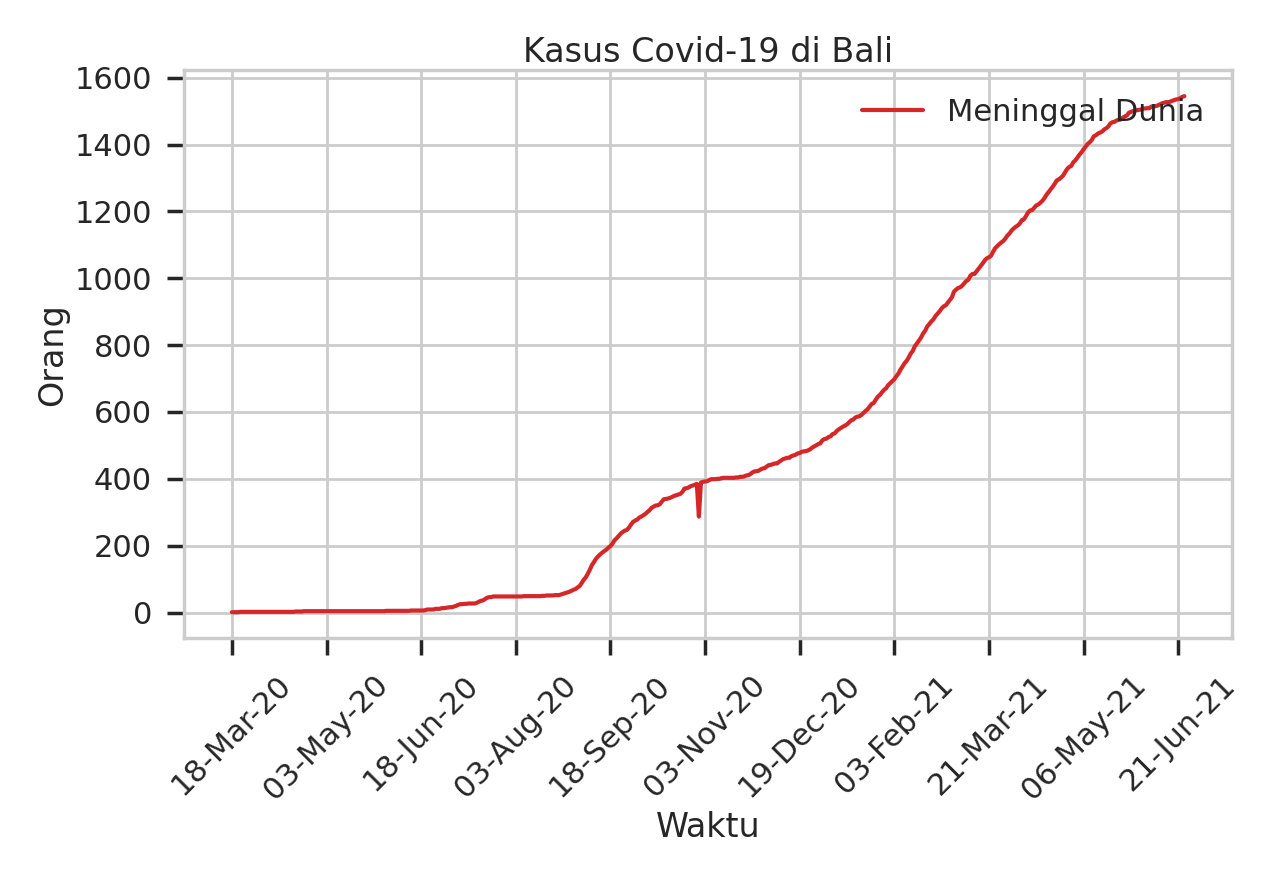 Kasus Covid-19 di Bali
Meninggal Dunia
1600
1400
1200
1000
800
600
400
200
0
Orang
18-Mar-20
03-May-20
18-Jun-20
03-Aug-20
18-Sep-20
03-Nov-20
19-Dec-20
03-Feb-21
21-Mar-21
06-May-21
21-Jun-21
Waktu